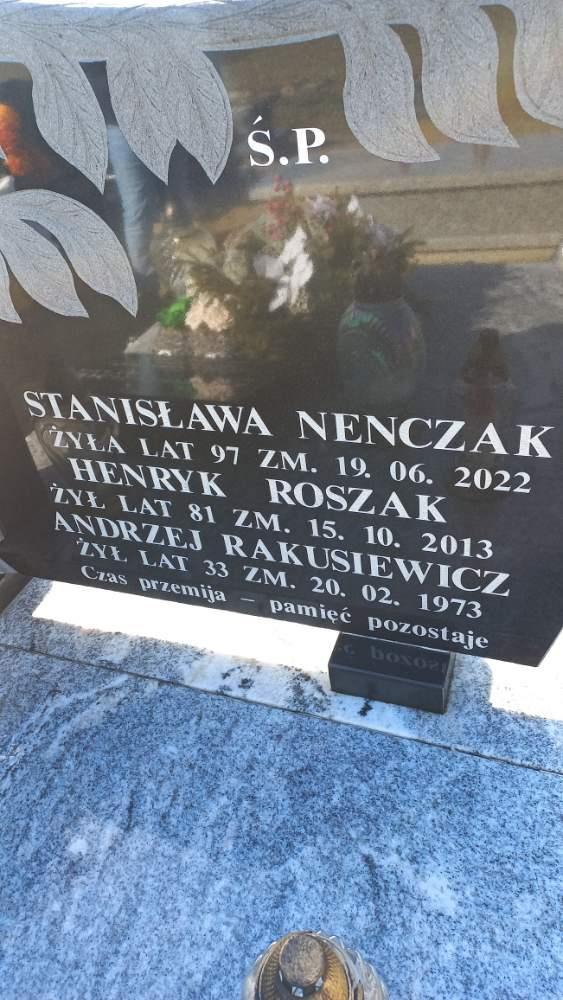 Ś.P.
STANISŁAWA NENCZAK
ŻYŁA LAT 97 ZM. 19. 06. 2022
HENRYK ROSZAK
ŻYŁ LAT 81 ZM. 15. 10. 2013
ANDRZEJ RAKUSIEWICZ
ŻYŁ LAT 33 ZM. 20. 02. 1973
Czas przemija – pamięć pozostaje